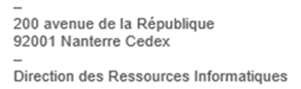 –
200 avenue de la République
92001 Nanterre Cedex
–
Direction des Ressources Informatiques